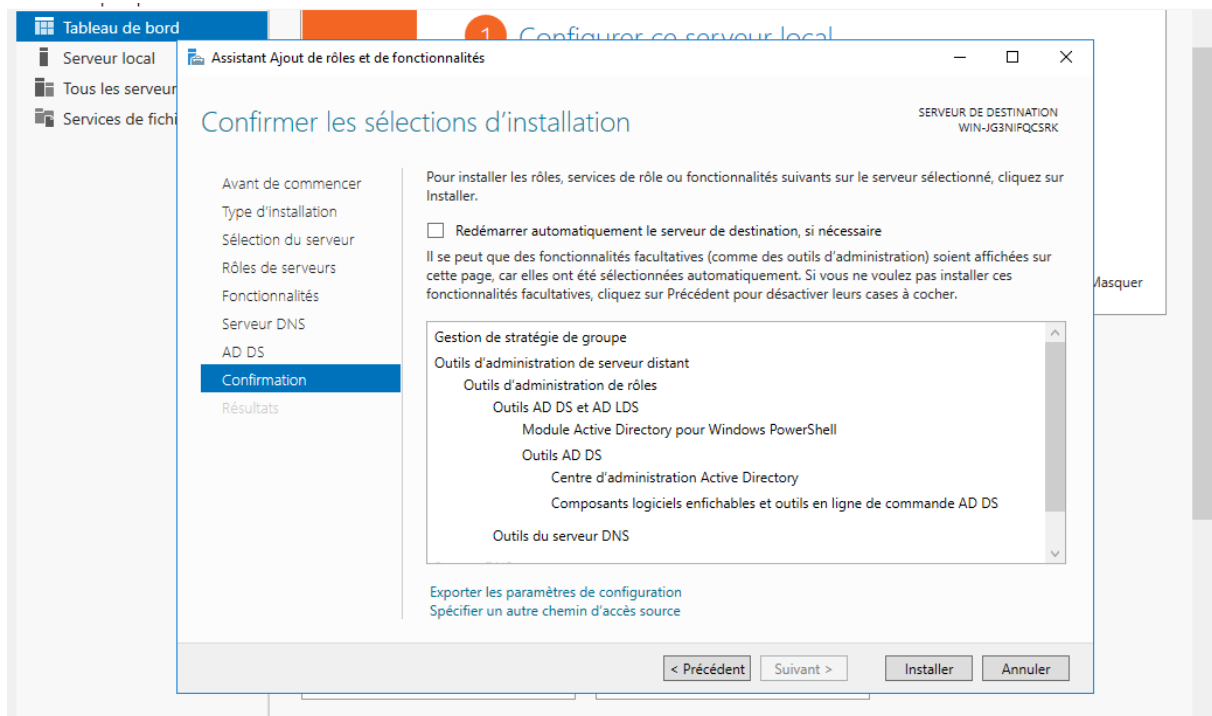 Tableau de bord
Serveur local
Tous les serveur
Services de fichi
1 Configurer ce serveur local
Assistant Ajout de rôles et de fonctionnalités
Confirmer les sélections d'installation
SERVEUR DE DESTINATION
WIN-JG3NIFQCSRK
Avant de commencer
Type d'installation
Sélection du serveur
Rôles de serveurs
Fonctionnalités
Serveur DNS
AD DS
Confirmation
Résultats
Pour installer les rôles, services de rôle ou fonctionnalités suivants sur le serveur sélectionné, cliquez sur
Installer.
Redémarrer automatiquement le serveur de destination, si nécessaire
Il se peut que des fonctionnalités facultatives (comme des outils d'administration) soient affichées sur
cette page, car elles ont été sélectionnées automatiquement. Si vous ne voulez pas installer ces
fonctionnalités facultatives, cliquez sur Précédent pour désactiver leurs cases à cocher.
Gestion de stratégie de groupe
Outils d'administration de serveur distant
Outils d'administration de rôles
Outils AD DS et AD LDS
Module Active Directory pour Windows PowerShell
Outils AD DS
Centre d'administration Active Directory
Composants logiciels enfichables et outils en ligne de commande AD DS
Outils du serveur DNS
Exporter les paramètres de configuration
Spécifier un autre chemin d'accès source
< Précédent
Suivant >
Installer
Annuler
Masquer